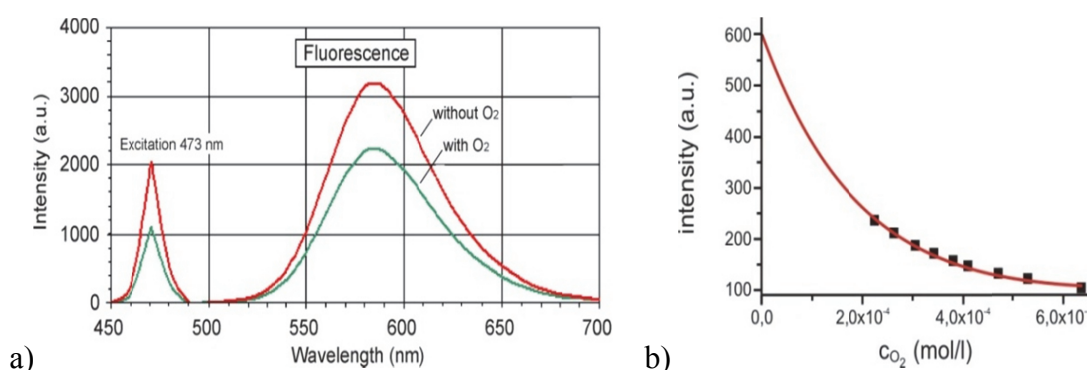 4000
3000
2000
1000
0
Intensity (a.u.)
Fluorescence
Excitation 473 nm
without O₂
with O₂
450 500 550 600 650 700
Wavelength (nm)
a)
600
500
400
300
200
100
intensity (a.u.)
0,0 2,0x10⁻⁴ 4,0x10⁻⁴
cO₂ (mol/l)
b)